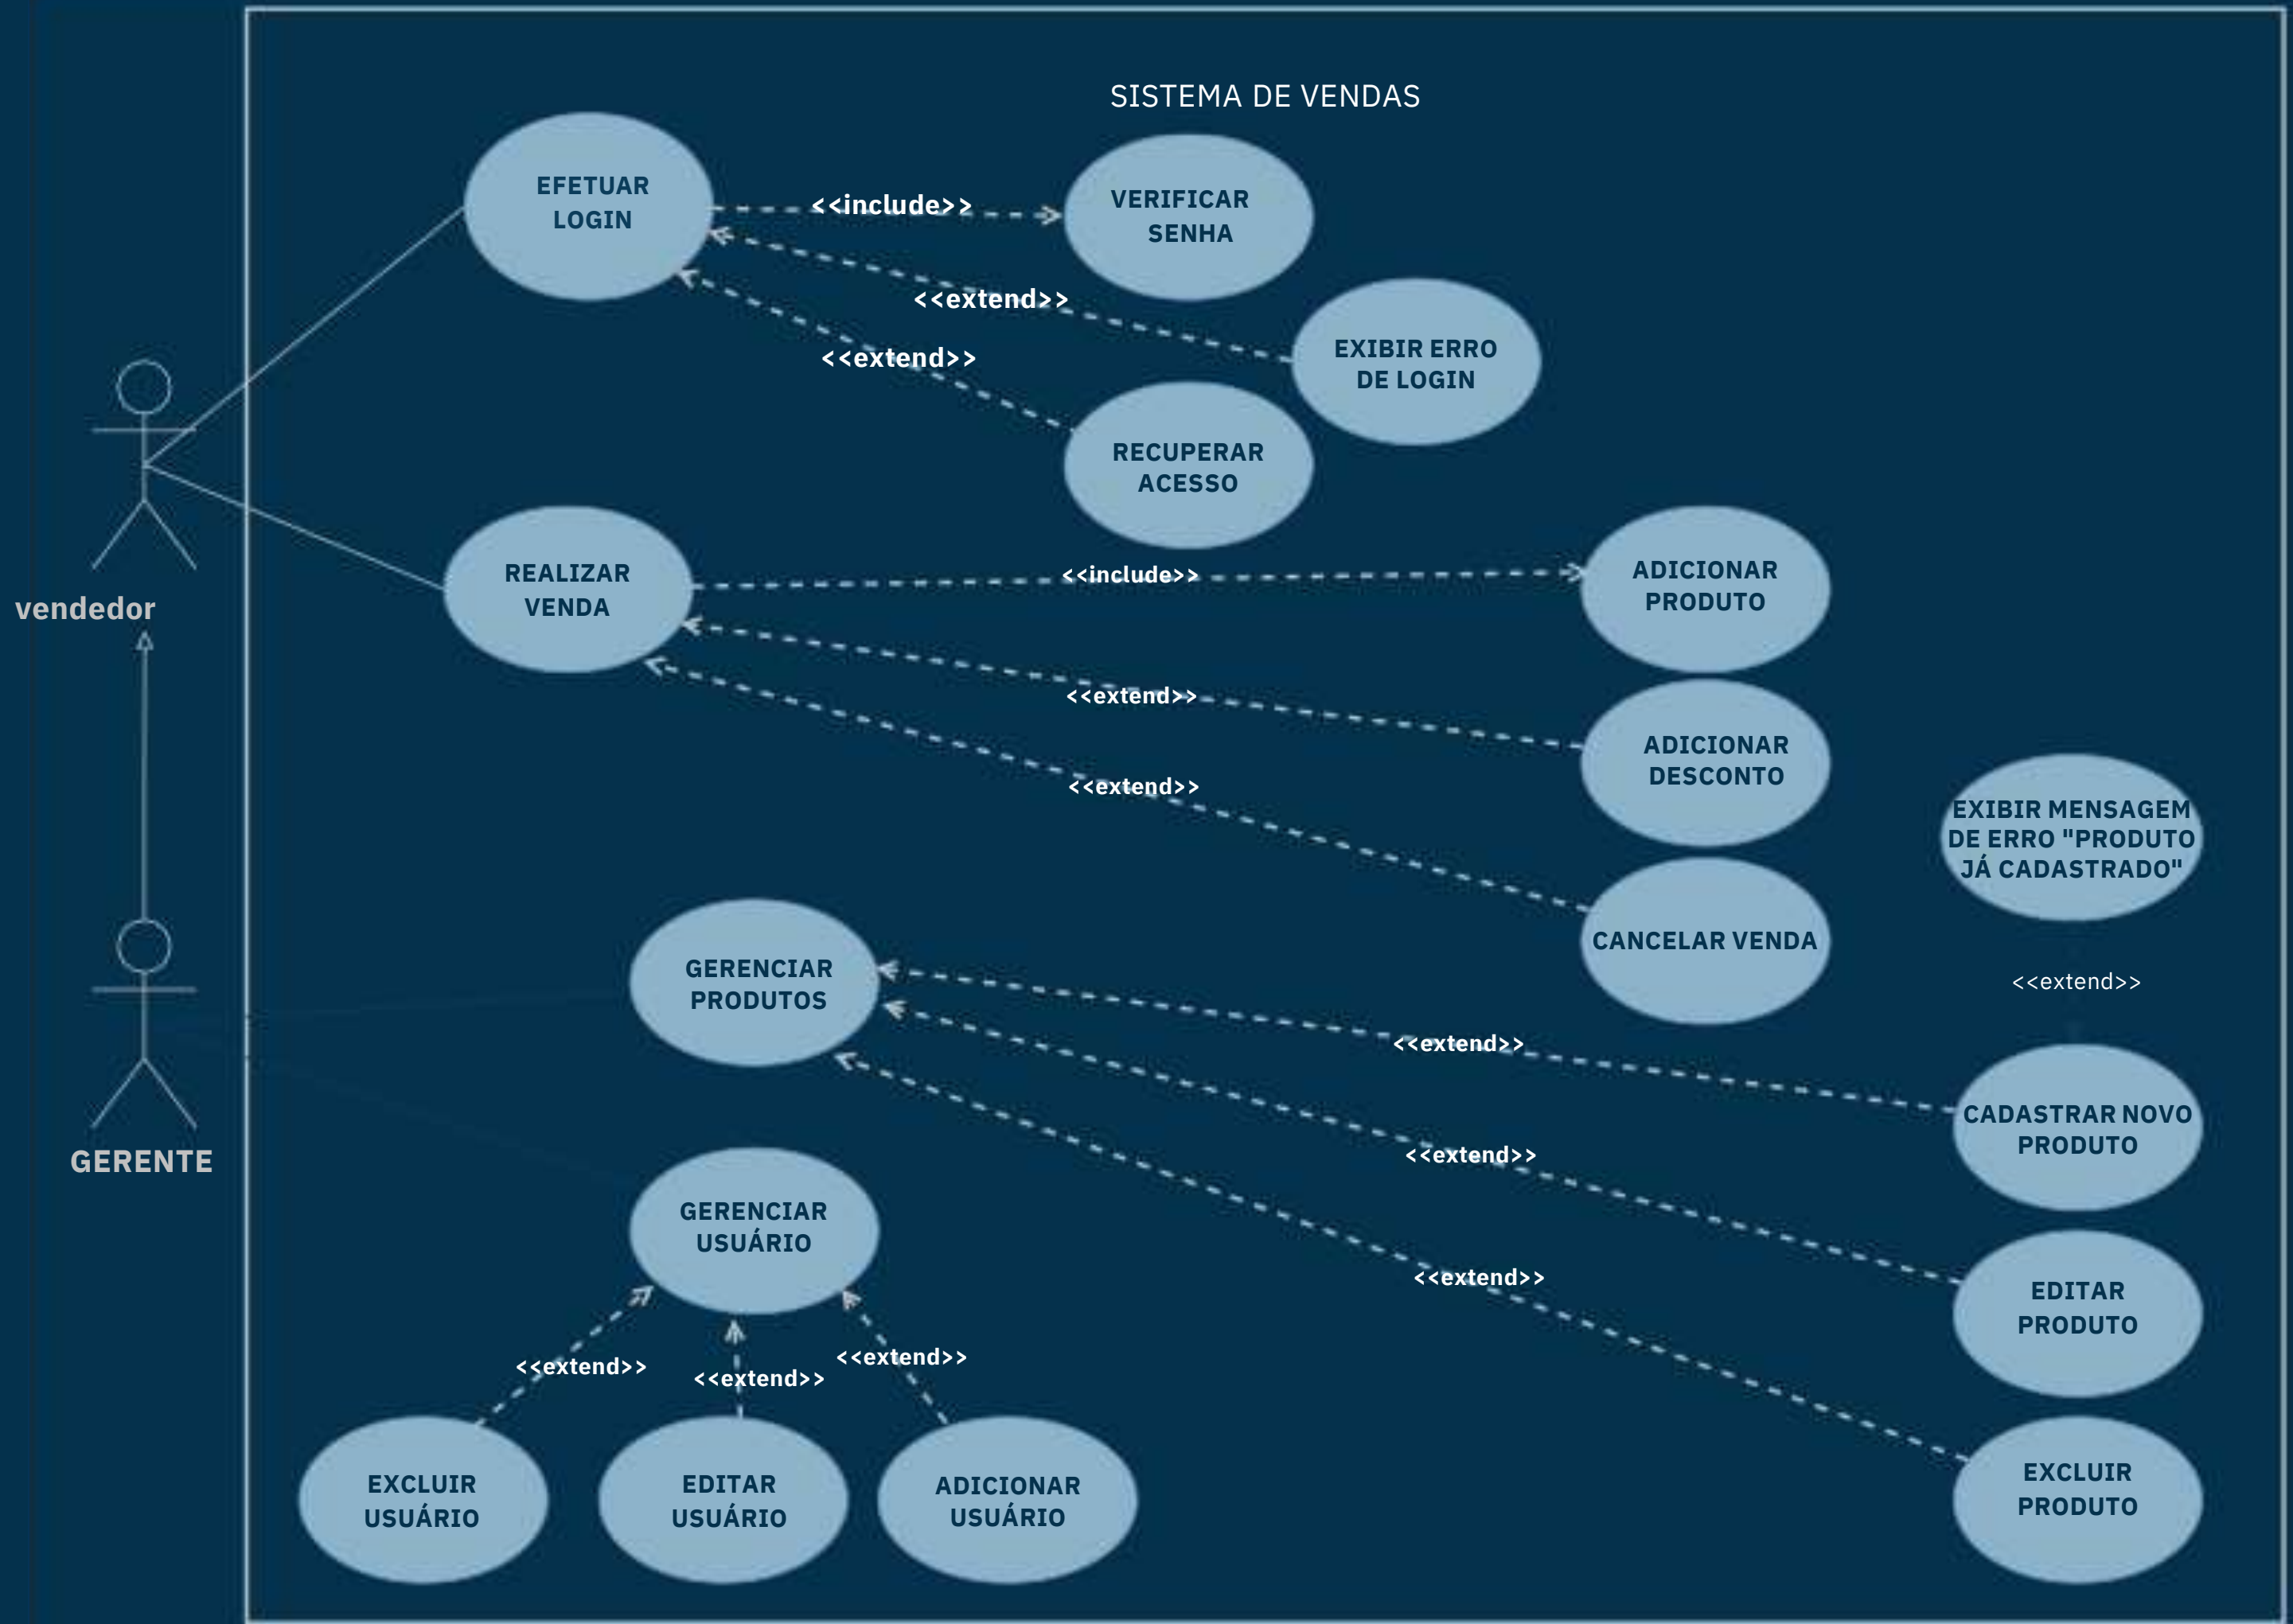 SISTEMA DE VENDAS
EFETUAR
LOGIN
<<include>>
VERIFICAR
SENHA
<<extend>>
<<extend>>
EXIBIR ERRO
DE LOGIN
RECUPERAR
ACESSO
vendedor
REALIZAR
VENDA
<<include>>
ADICIONAR
PRODUTO
<<extend>>
ADICIONAR
DESCONTO
<<extend>>
CANCELAR VENDA
EXIBIR MENSAGEM
DE ERRO "PRODUTO
JÁ CADASTRADO"
<<extend>>
GERENTE
GERENCIAR
PRODUTOS
<<extend>>
CADASTRAR NOVO
PRODUTO
<<extend>>
EDITAR
PRODUTO
<<extend>>
EXCLUIR
PRODUTO
GERENCIAR
USUÁRIO
<<extend>>
<<extend>>
<<extend>>
EXCLUIR
USUÁRIO
EDITAR
USUÁRIO
ADICIONAR
USUÁRIO